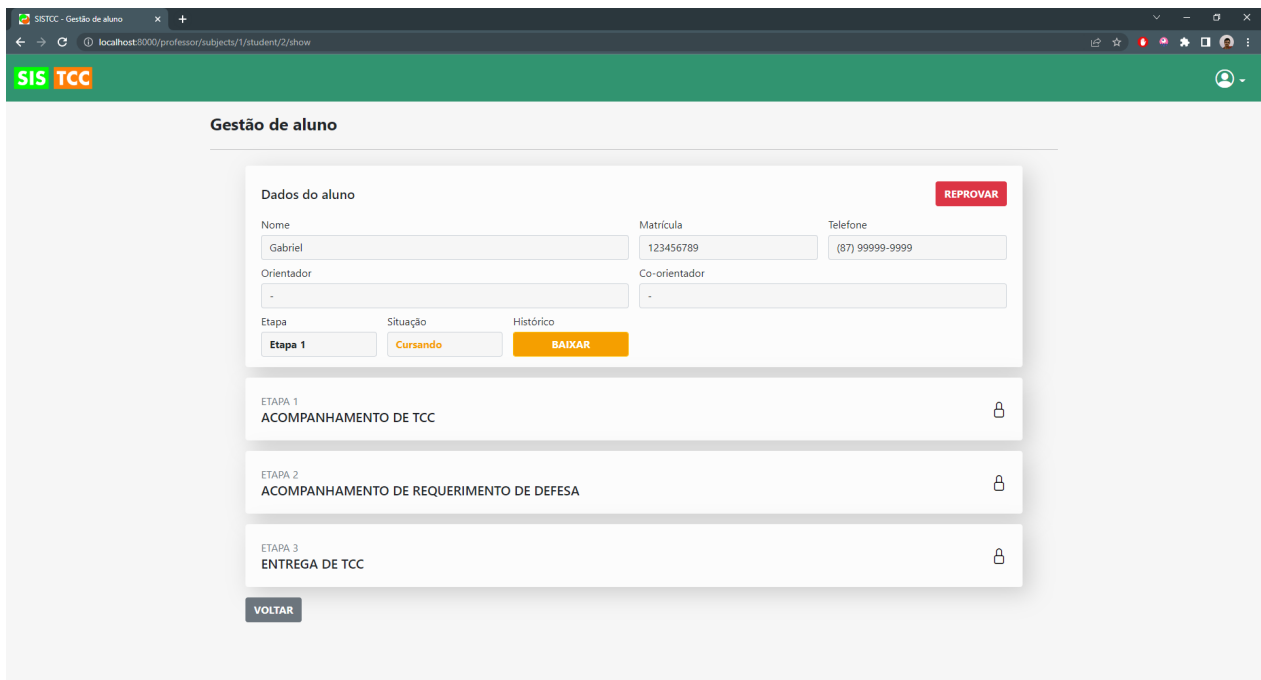 SISTCC - Gestão de aluno
localhost:8000/professor/subjects/1/student/2/show
SIS TCC
Gestão de aluno
Dados do aluno REPROVAR
Nome Matrícula Telefone
Gabriel 123456789 (87) 99999-9999
Orientador Co-orientador
- -
Etapa Situação Histórico
Etapa 1 Cursando BAIXAR
ETAPA 1
ACOMPANHAMENTO DE TCC
ETAPA 2
ACOMPANHAMENTO DE REQUERIMENTO DE DEFESA
ETAPA 3
ENTREGA DE TCC
VOLTAR